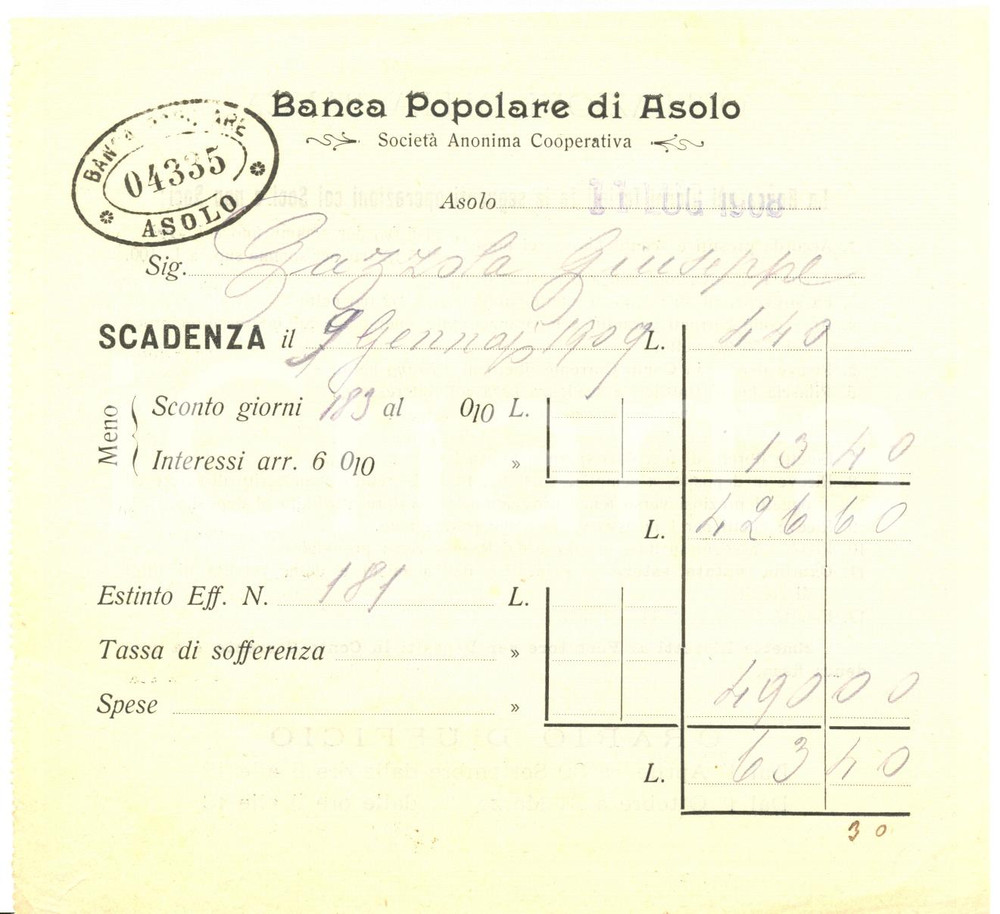 Banca Popolare di Asolo
Società Anonima Cooperativa
BANCA POPOLARE
04335
ASOLO
Asolo
Sig. Gazzola Giuseppe
SCADENZA il 9 Gennajo 1909 L. 440
Meno
Sconto giorni 183 al 0|0 L.
Interessi arr. 6 0|0 » 13 40
L. 426 60
Estinto Eff. N. 181 L.
Tassa di sofferenza »
Spese » 490 00
L. 63 40
30